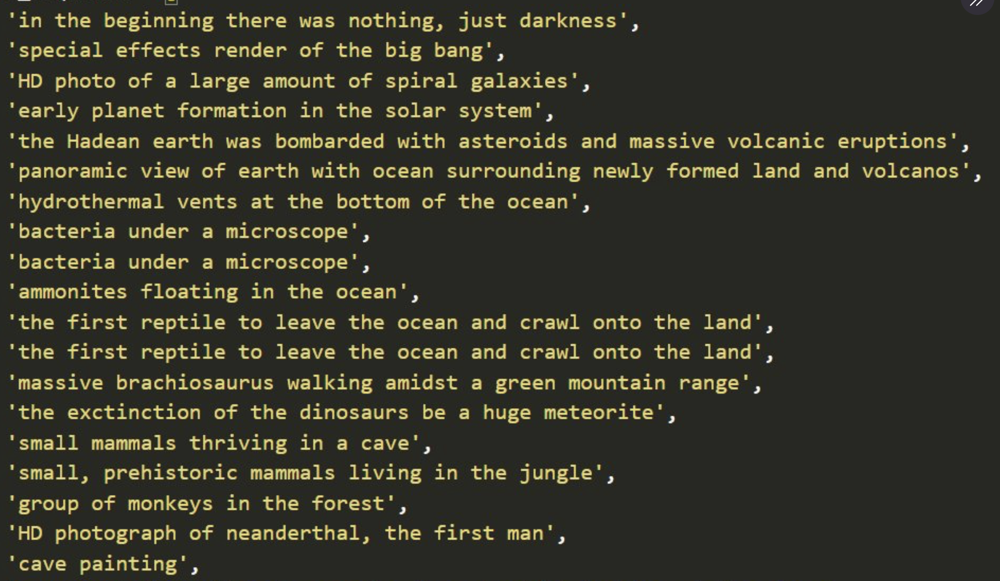 'in the beginning there was nothing, just darkness',
'special effects render of the big bang',
'HD photo of a large amount of spiral galaxies',
'early planet formation in the solar system',
'the Hadean earth was bombarded with asteroids and massive volcanic eruptions',
'panoramic view of earth with ocean surrounding newly formed land and volcanos',
'hydrothermal vents at the bottom of the ocean',
'bacteria under a microscope',
'bacteria under a microscope',
'ammonites floating in the ocean',
'the first reptile to leave the ocean and crawl onto the land',
'the first reptile to leave the ocean and crawl onto the land',
'massive brachiosaurus walking amidst a green mountain range',
'the exctinction of the dinosaurs be a huge meteorite',
'small mammals thriving in a cave',
'small, prehistoric mammals living in the jungle',
'group of monkeys in the forest',
'HD photograph of neanderthal, the first man',
'cave painting',